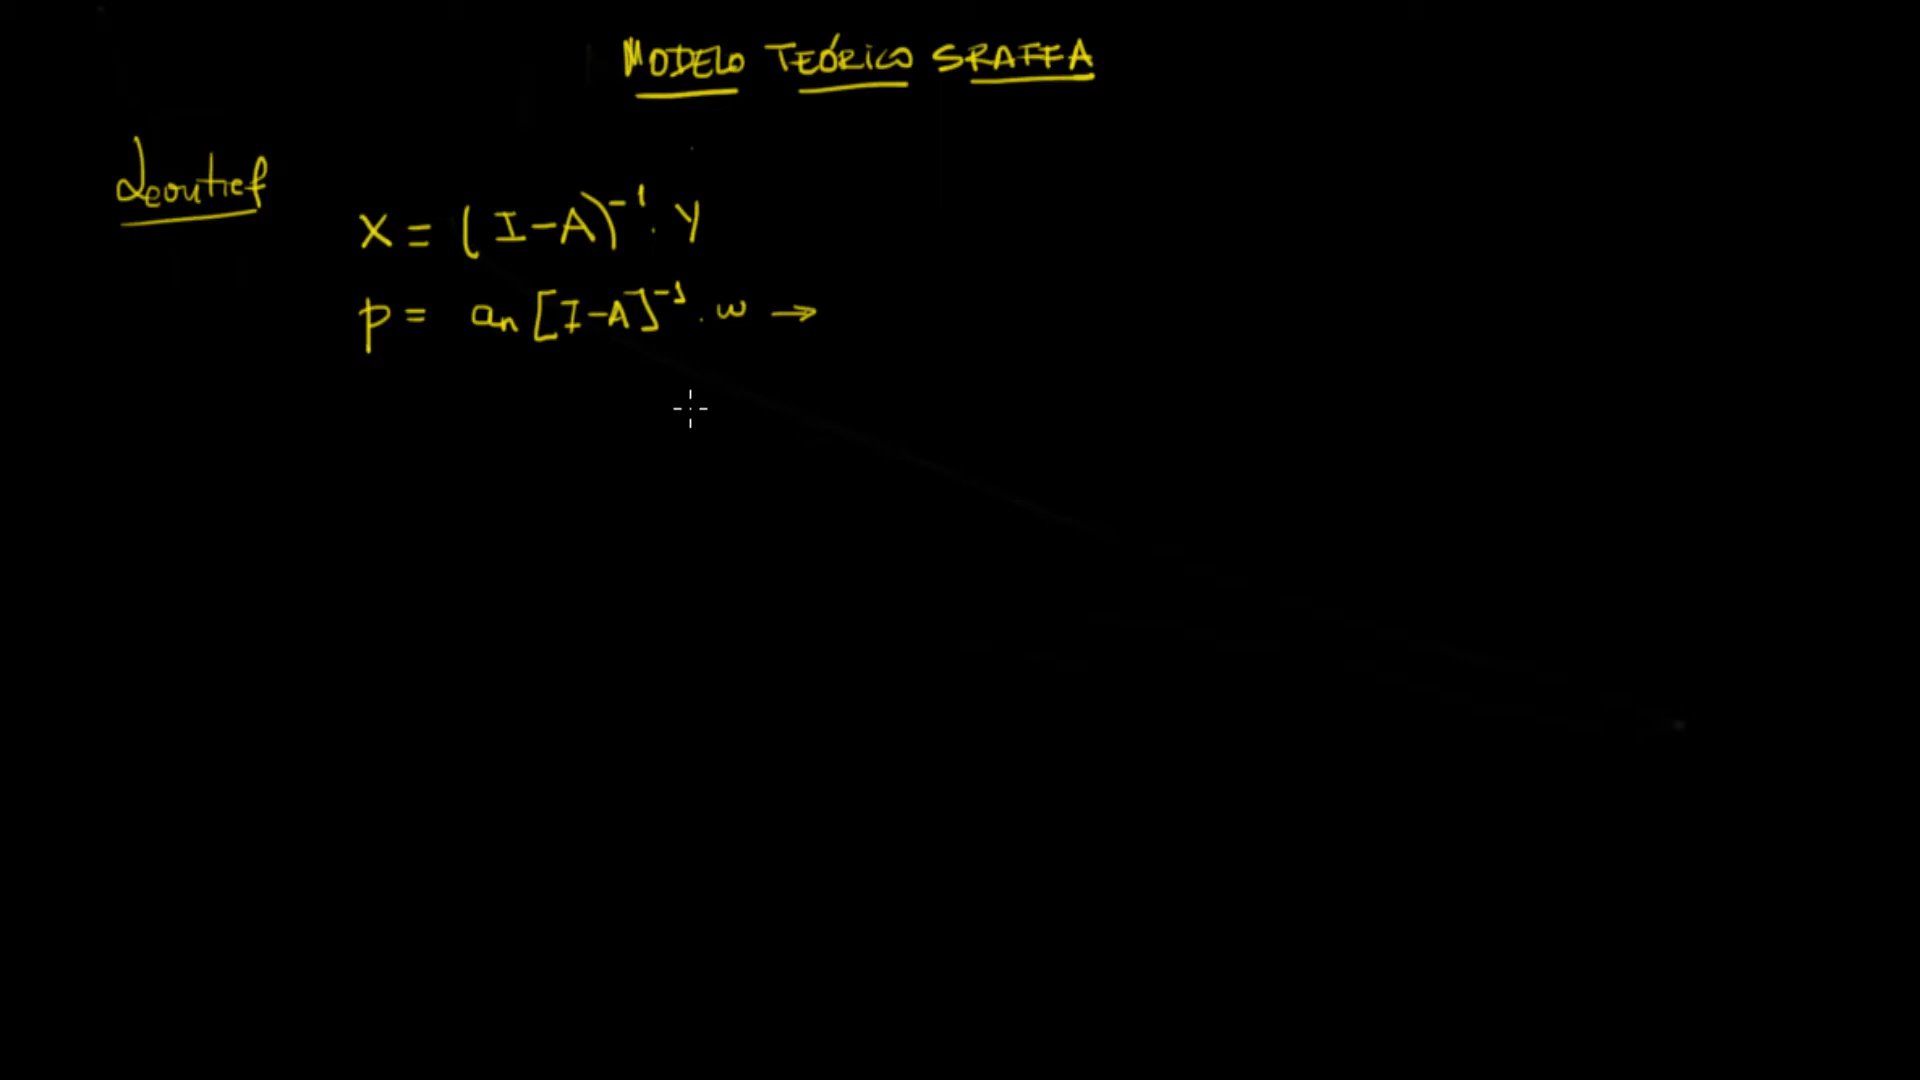 MODELO TEÓRICO SRAFFA
Leontief
X = (I-A)⁻¹ . Y
p = aₙ [I-A]⁻¹ . w →